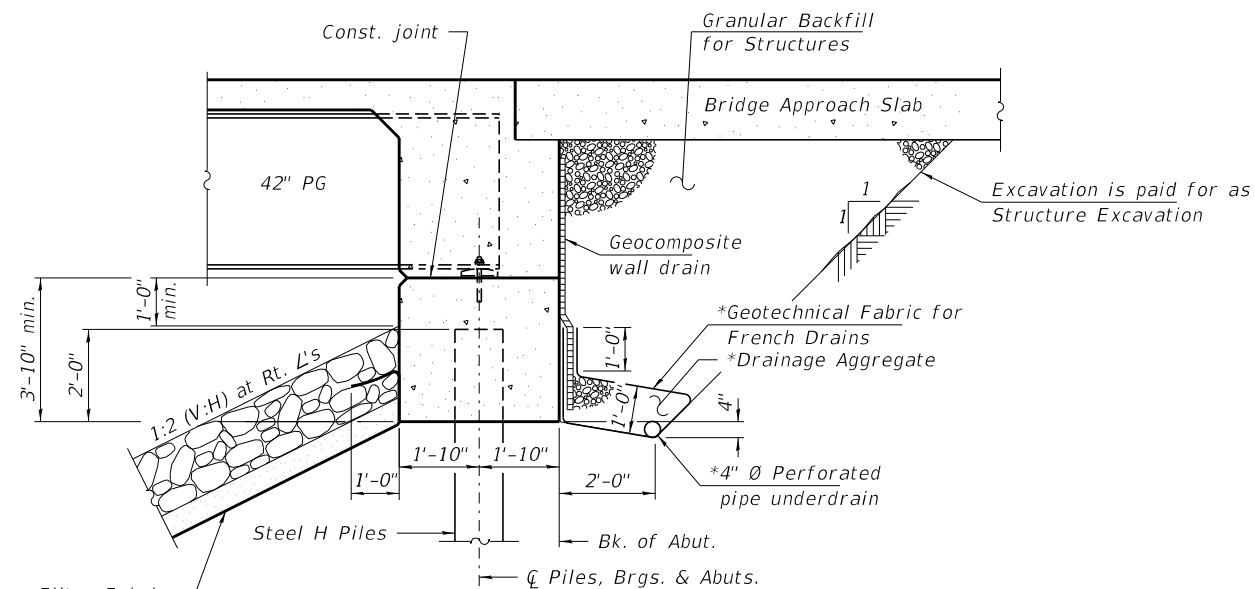 Granular Backfill
for Structures
Const. joint
Bridge Approach Slab
42" PG
1
1
Excavation is paid for as
Structure Excavation
Geocomposite
wall drain
1'-0"
min.
3'-10" min.
2'-0"
1:2 (V:H) at Rt. ∠'s
*Geotechnical Fabric for
French Drains
*Drainage Aggregate
1'-0"
1'-0"
4"
1'-10"
1'-10"
1'-0"
2'-0"
*4" Ø Perforated
pipe underdrain
Steel H Piles
Bk. of Abut.
℄ Piles, Brgs. & Abuts.